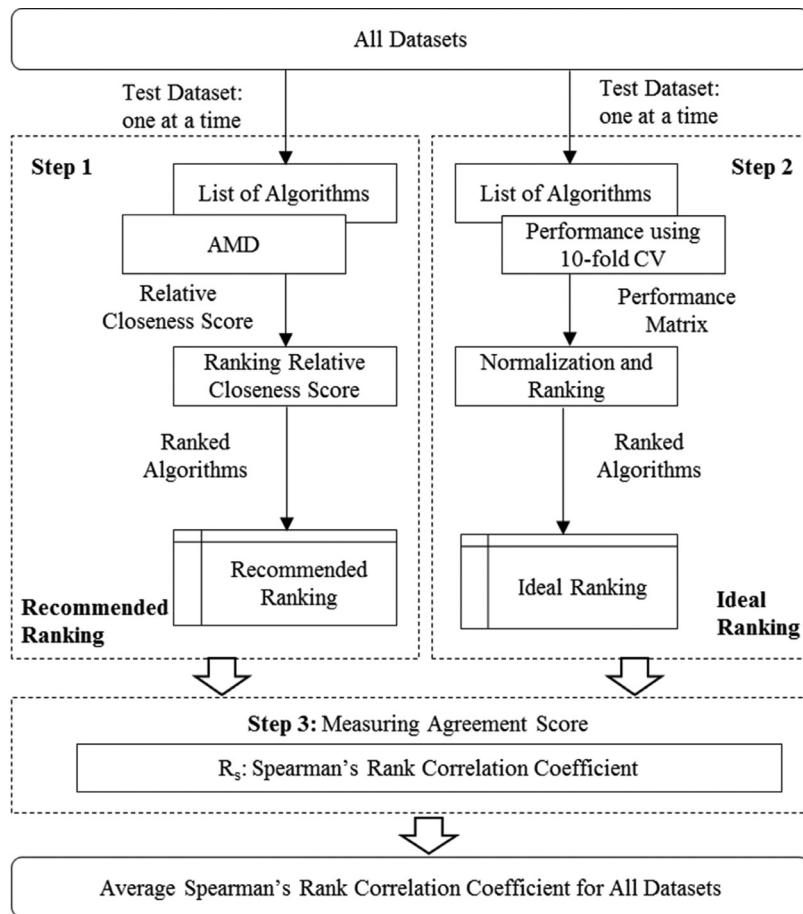 All Datasets
Test Dataset:
one at a time
Test Dataset:
one at a time
Step 1
List of Algorithms
AMD
Relative
Closeness Score
Ranking Relative
Closeness Score
Ranked
Algorithms
Recommended
Ranking
Recommended
Ranking
Step 2
List of Algorithms
Performance using
10-fold CV
Performance
Matrix
Normalization and
Ranking
Ranked
Algorithms
Ideal Ranking
Ideal
Ranking
Step 3: Measuring Agreement Score
Rs: Spearman's Rank Correlation Coefficient
Average Spearman's Rank Correlation Coefficient for All Datasets